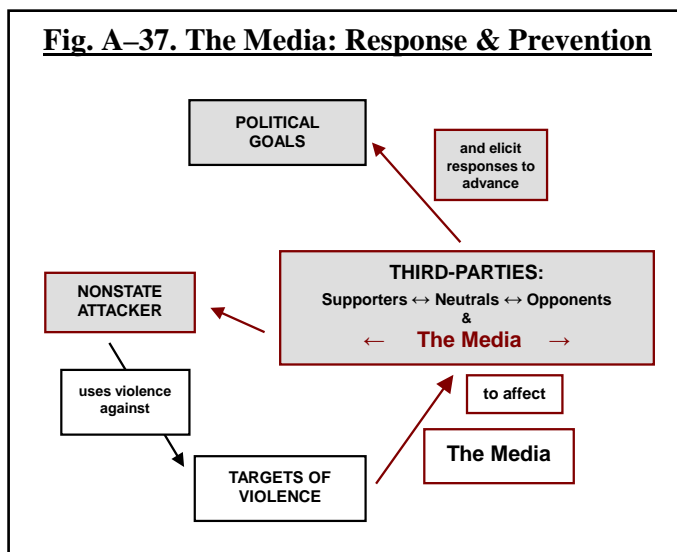 Fig. A–37. The Media: Response & Prevention
POLITICAL
GOALS
and elicit
responses to
advance
THIRD-PARTIES:
Supporters ↔ Neutrals ↔ Opponents
&
← The Media →
NONSTATE
ATTACKER
uses violence
against
to affect
The Media
TARGETS OF
VIOLENCE